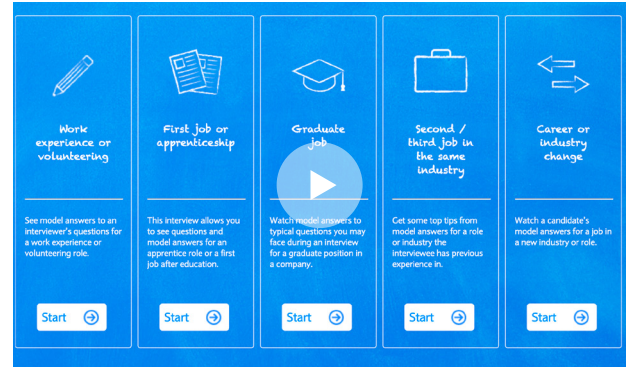 Work
experience or
volunteering
See model answers to an
interviewer's questions for
a work experience or
volunteering role.
Start
First job or
apprenticeship
This interview allows you
to see questions and
model answers for an
apprentice role or a first
job after education.
Start
Graduate
job
Watch model answers to
typical questions you may
face during an interview
for a graduate position in
a company.
Start
Second /
third job in
the same
industry
Get some top tips from
model answers for a role
or industry the
interviewee has previous
experience in.
Start
Career or
industry
change
Watch a candidate's
model answers for a job in
a new industry or role.
Start